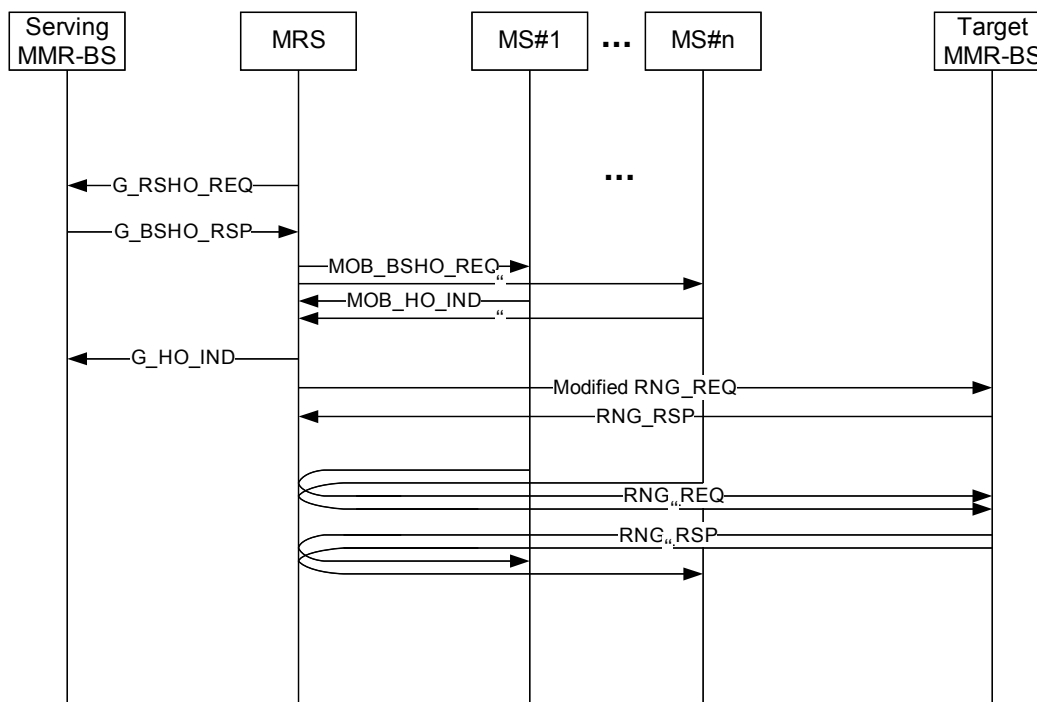 Serving
MMR-BS
MRS
MS#1
...
MS#n
Target
MMR-BS
...
G_RSHO_REQ
G_BSHO_RSP
MOB_BSHO_REQ
“
MOB_HO_IND
“
G_HO_IND
Modified RNG_REQ
RNG_RSP
RNG_REQ
“
RNG_RSP
“